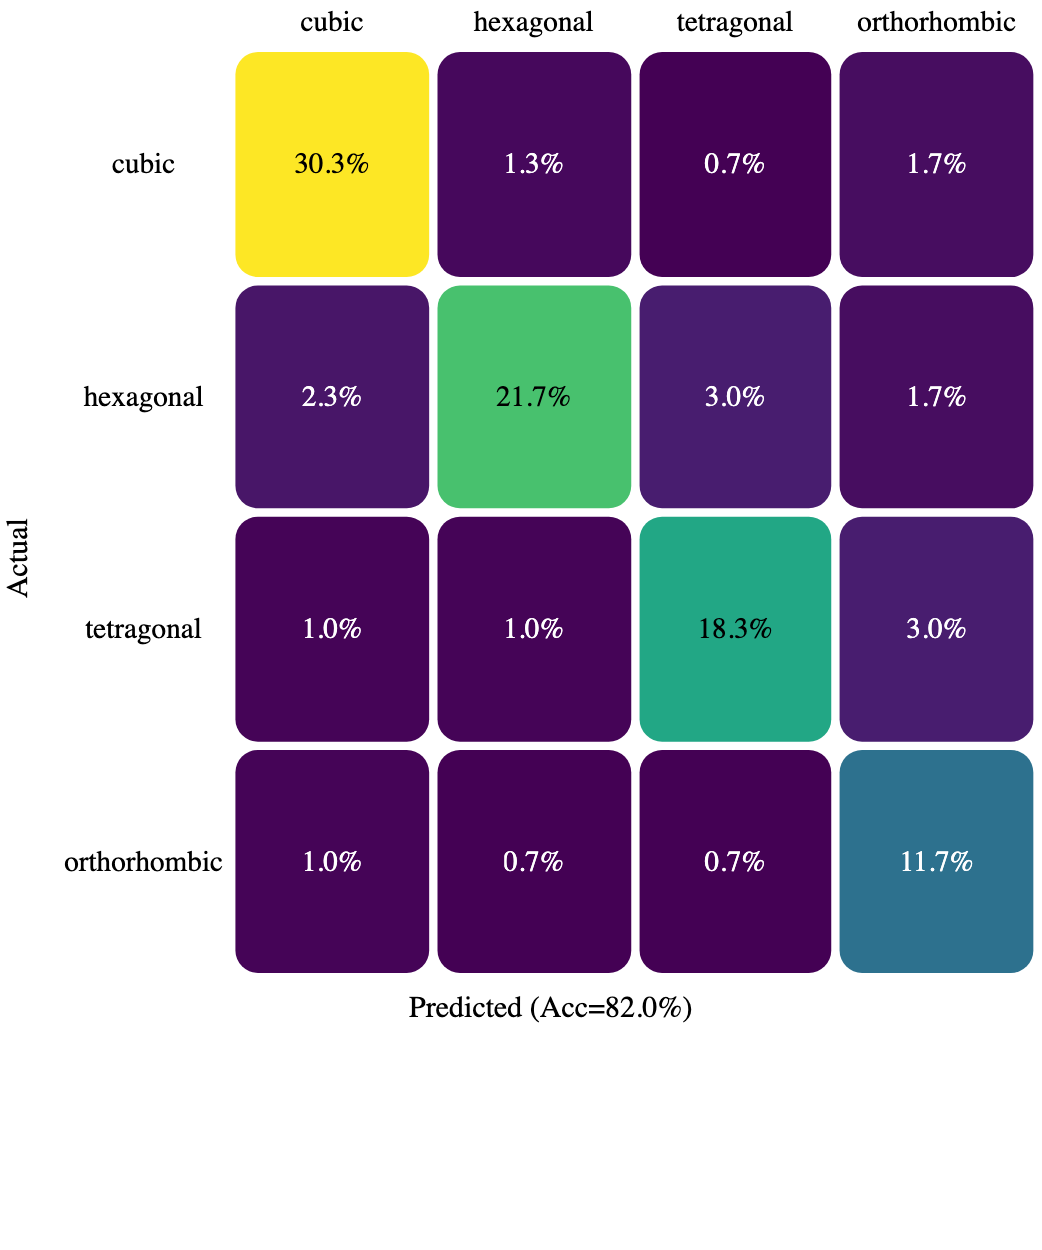 cubic hexagonal tetragonal orthorhombic
cubic 30.3% 1.3% 0.7% 1.7%
hexagonal 2.3% 21.7% 3.0% 1.7%
Actual
tetragonal 1.0% 1.0% 18.3% 3.0%
orthorhombic 1.0% 0.7% 0.7% 11.7%
Predicted (Acc=82.0%)